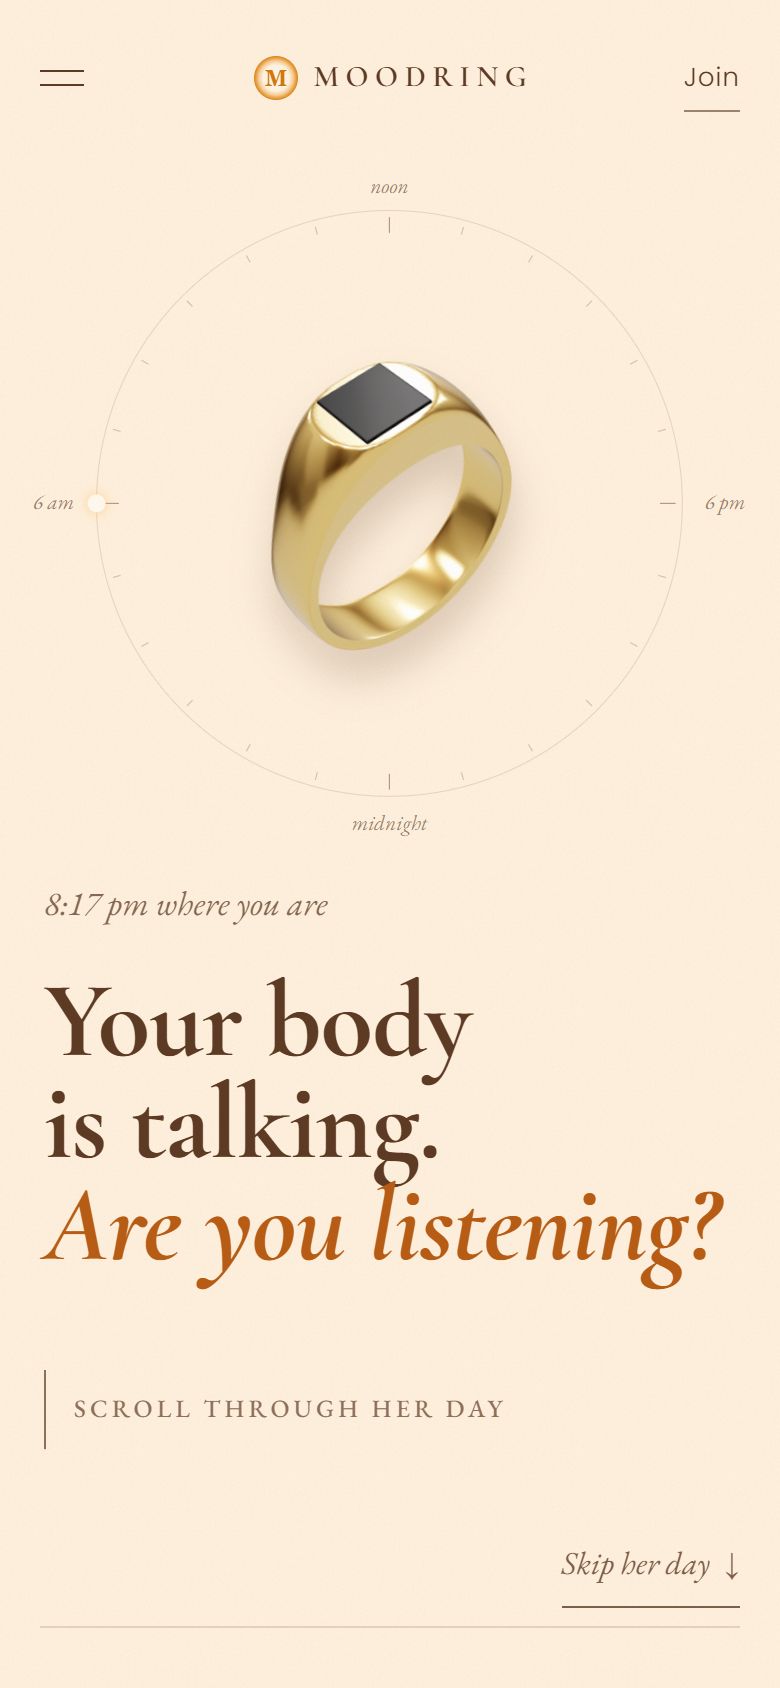 M MOODRING
Join
noon
6 am
6 pm
midnight
8:17 pm where you are
Your body
is talking.
Are you listening?
SCROLL THROUGH HER DAY
Skip her day ↓